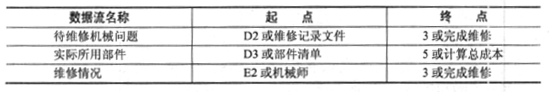 数据流名称 起 点 终 点
待维修机械问题 D2或维修记录文件 3或完成维修
实际所用部件 D3或部件清单 5或计算总成本
维修情况 E2或机械师 3或完成维修